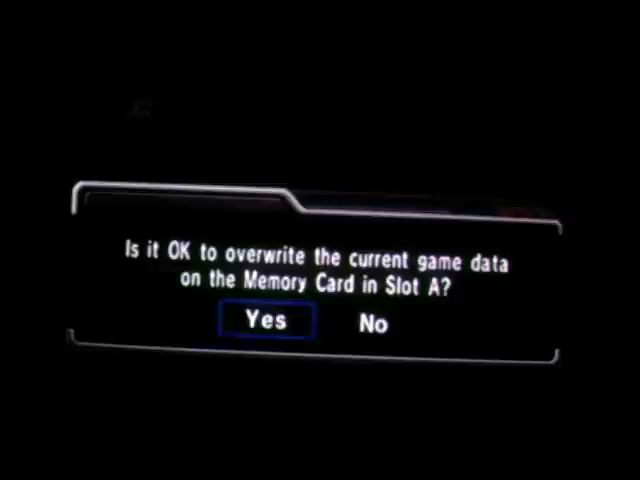 Is it OK to overwrite the current game data
on the Memory Card in Slot A?
Yes No